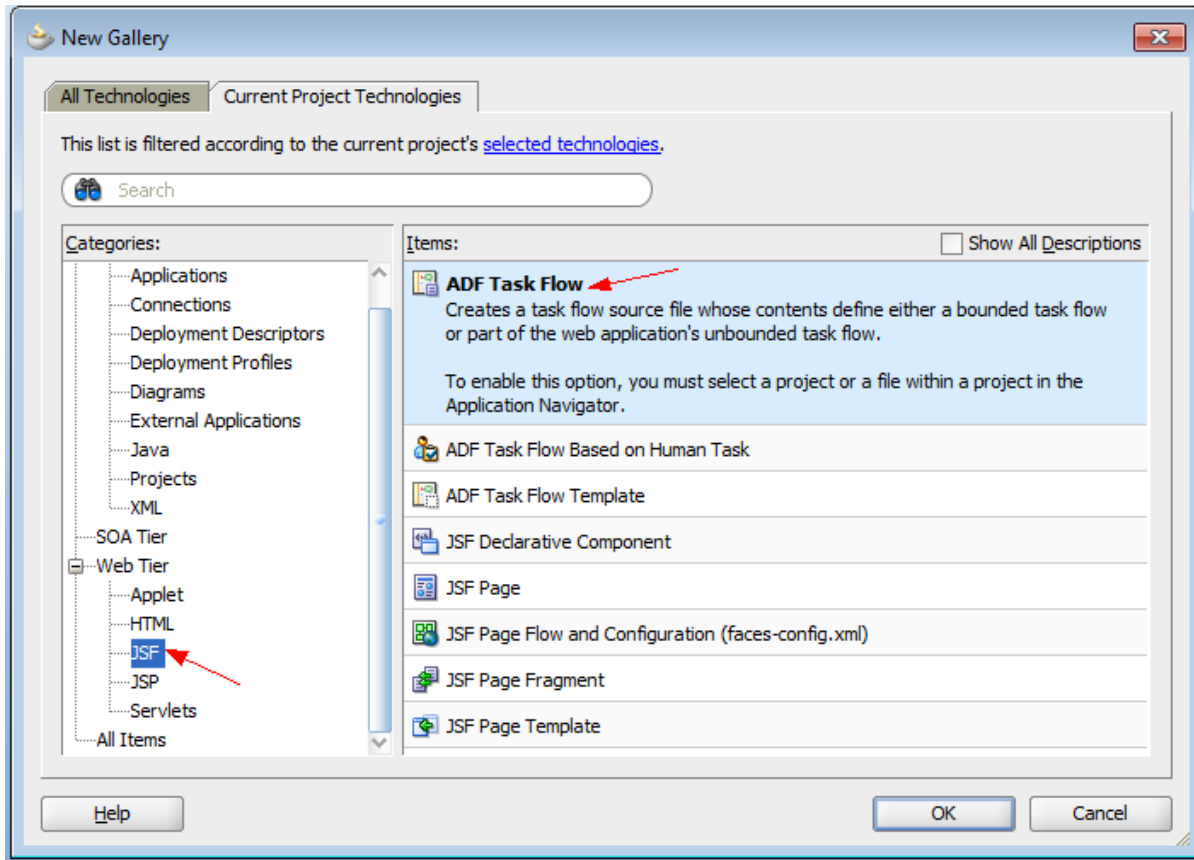 New Gallery
All Technologies
Current Project Technologies
This list is filtered according to the current project's selected technologies.
Search
Categories:
Applications
Connections
Deployment Descriptors
Deployment Profiles
Diagrams
External Applications
Java
Projects
XML
SOA Tier
Web Tier
Applet
HTML
JSF
JSP
Servlets
All Items
Items:
Show All Descriptions
ADF Task Flow
Creates a task flow source file whose contents define either a bounded task flow
or part of the web application's unbounded task flow.
To enable this option, you must select a project or a file within a project in the
Application Navigator.
ADF Task Flow Based on Human Task
ADF Task Flow Template
JSF Declarative Component
JSF Page
JSF Page Flow and Configuration (faces-config.xml)
JSF Page Fragment
JSF Page Template
Help
OK
Cancel